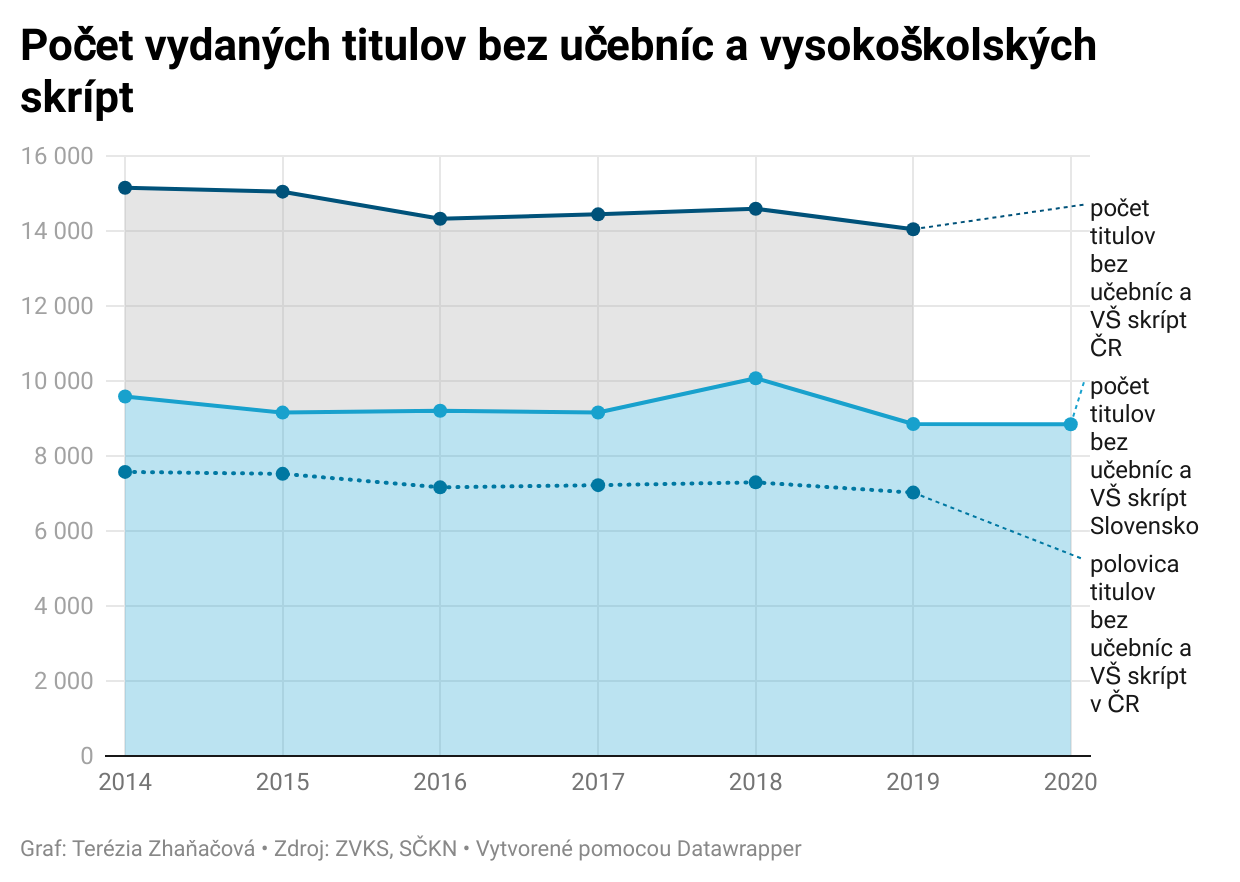 Počet vydaných titulov bez učebníc a vysokoškolských
skrípt
16 000
14 000
12 000
10 000
8 000
6 000
4 000
2 000
0
2014 2015 2016 2017 2018 2019 2020
počet
titulov
bez
učebníc a
VŠ skrípt
ČR
počet
titulov
bez
učebníc a
VŠ skrípt
Slovensko
polovica
titulov
bez
učebníc a
VŠ skrípt
v ČR
Graf: Terézia Zhaňačová • Zdroj: ZVKS, SČKN • Vytvorené pomocou Datawrapper